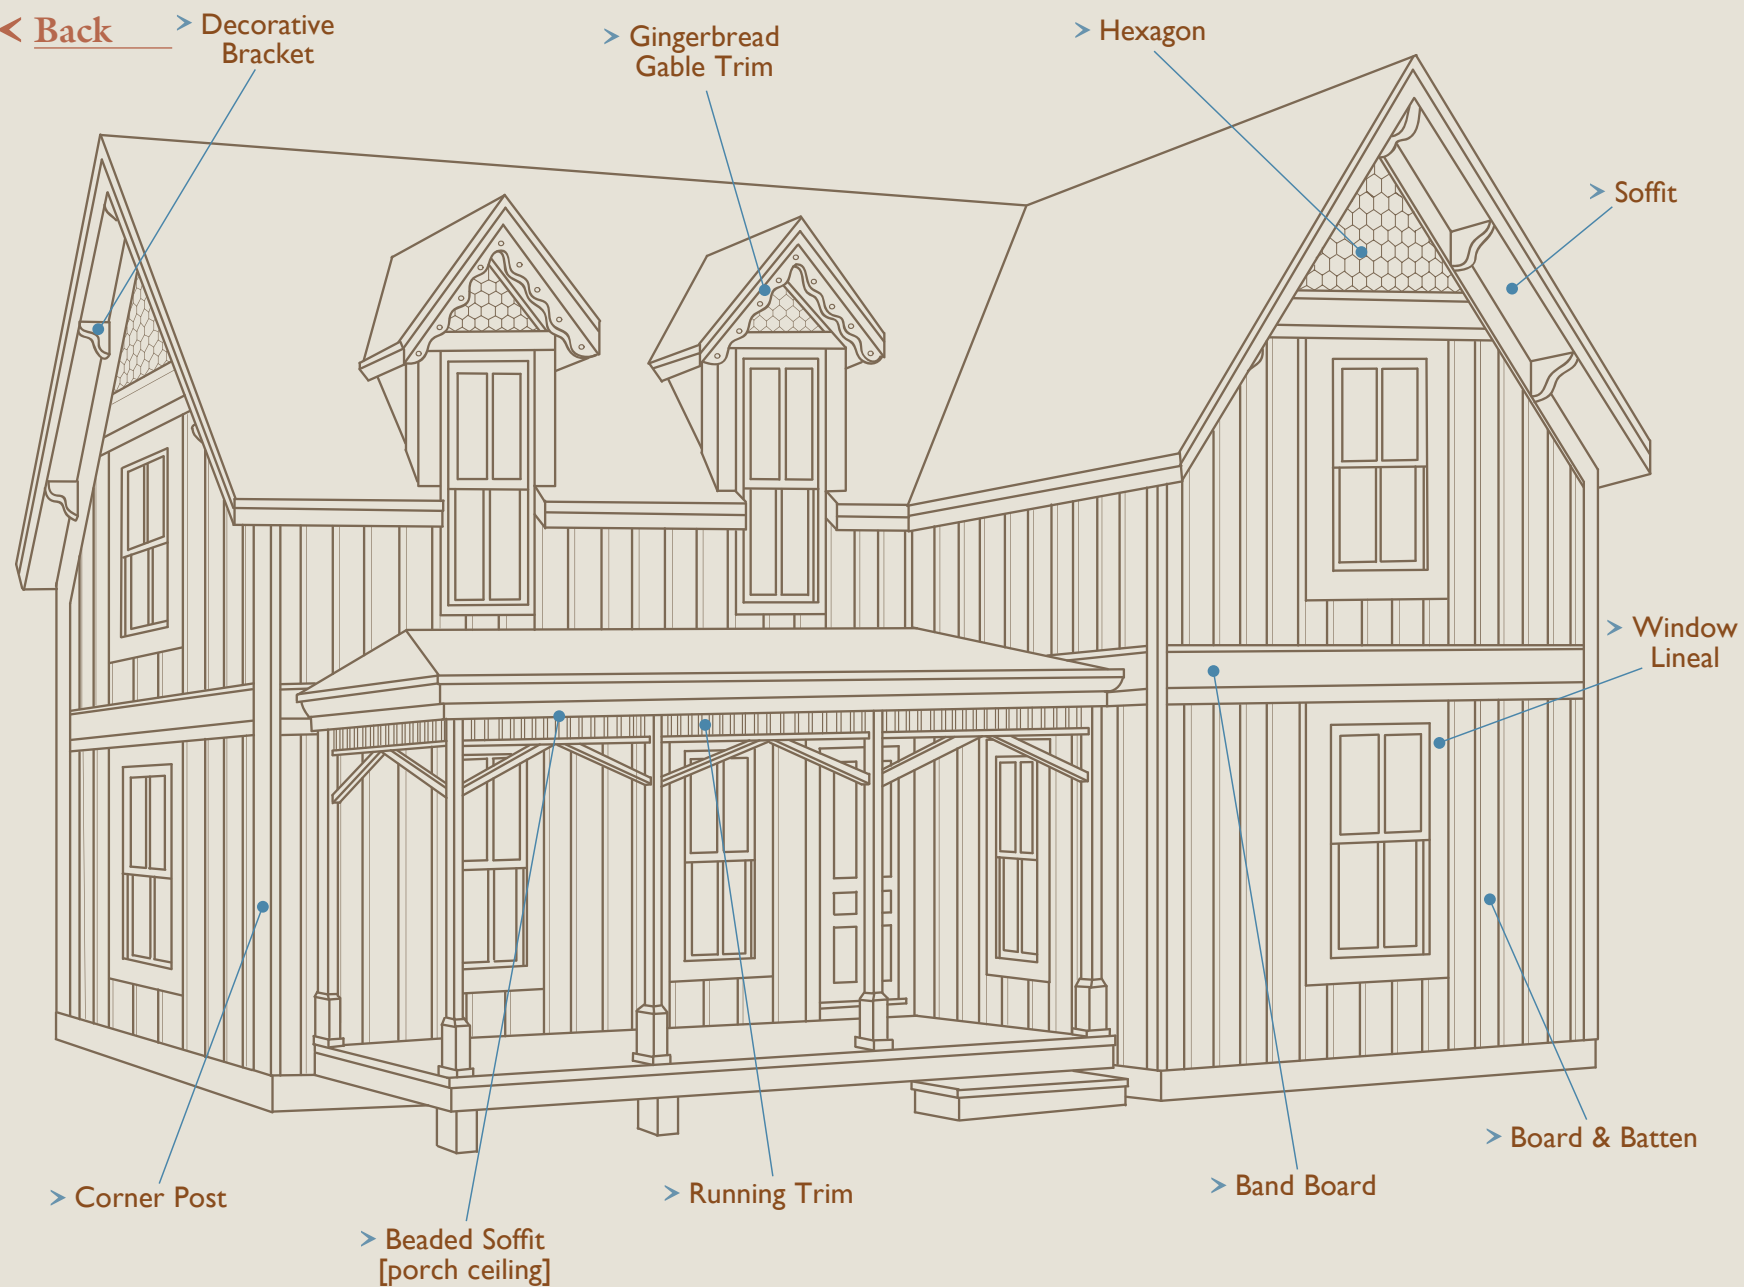 < Back
> Decorative
Bracket
> Gingerbread
Gable Trim
> Hexagon
> Soffit
> Window
Lineal
> Board & Batten
> Band Board
> Running Trim
> Corner Post
> Beaded Soffit
[porch ceiling]